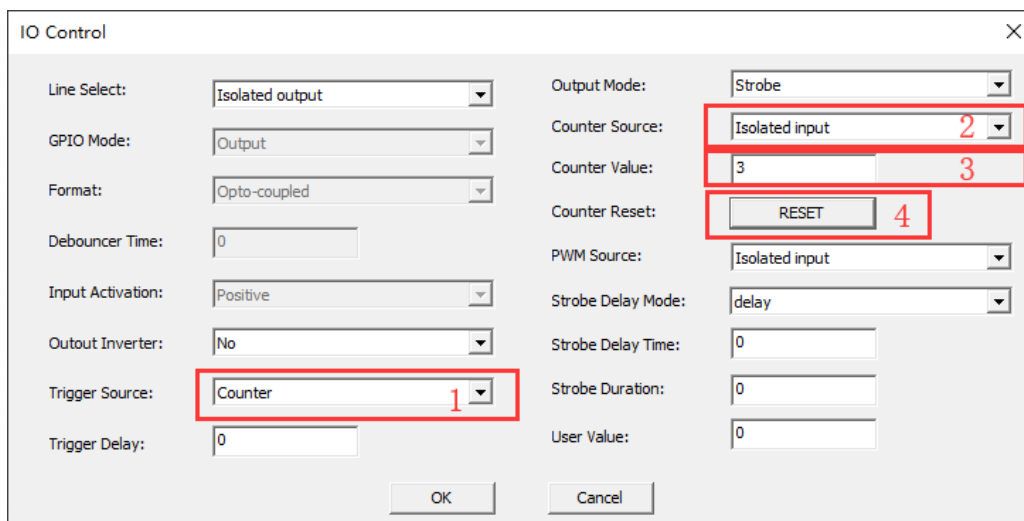 IO Control
Line Select: Isolated output
GPIO Mode: Output
Format: Opto-coupled
Debouncer Time: 0
Input Activation: Positive
Outout Inverter: No
Trigger Source: Counter 1
Trigger Delay: 0
Output Mode: Strobe
Counter Source: Isolated input 2
Counter Value: 3 3
Counter Reset: RESET 4
PWM Source: Isolated input
Strobe Delay Mode: delay
Strobe Delay Time: 0
Strobe Duration: 0
User Value: 0
OK Cancel